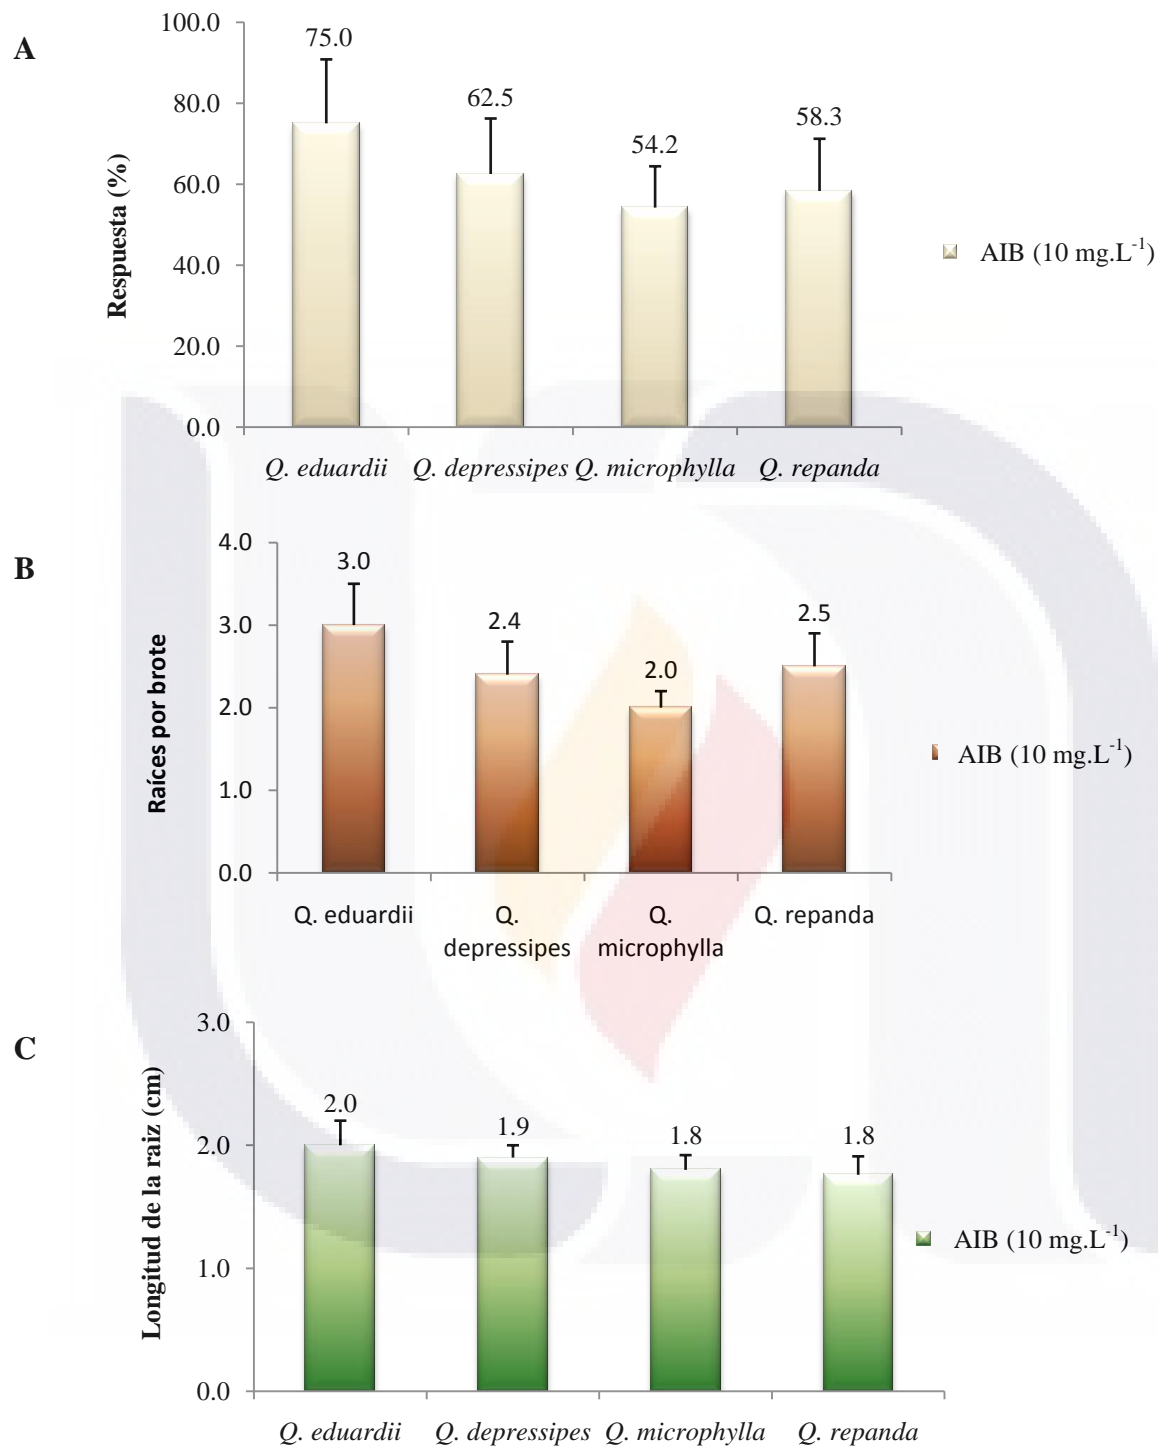 A
100.0
80.0
60.0
40.0
20.0
0.0
Respuesta (%)
75.0
62.5
54.2
58.3
Q. eduardii Q. depressipes Q. microphylla Q. repanda
AIB (10 mg.L-1)
B
4.0
3.0
2.0
1.0
0.0
Raíces por brote
3.0
2.4
2.0
2.5
Q. eduardii Q. depressipes Q. microphylla Q. repanda
AIB (10 mg.L-1)
C
3.0
2.0
1.0
0.0
Longitud de la raiz (cm)
2.0
1.9
1.8
1.8
Q. eduardii Q. depressipes Q. microphylla Q. repanda
AIB (10 mg.L-1)